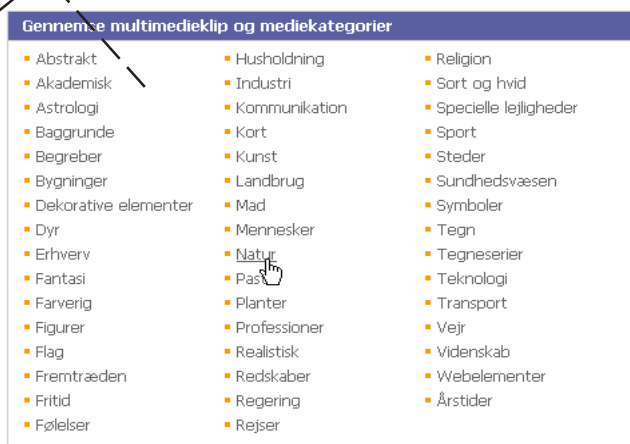 Gennemse multimedieklip og mediekategorier
Abstrakt
Akademisk
Astrologi
Baggrunde
Begreber
Bygninger
Dekorative elementer
Dyr
Erhverv
Fantasi
Farverig
Figurer
Flag
Fremtræden
Fritid
Følelser
Husholdning
Industri
Kommunikation
Kort
Kunst
Landbrug
Mad
Mennesker
Natur
Planter
Professioner
Realistisk
Redskaber
Regering
Rejser
Religion
Sort og hvid
Specielle lejligheder
Sport
Steder
Sundhedsvæsen
Symboler
Tegn
Tegneserier
Teknologi
Transport
Vejr
Videnskab
Webelementer
Årstider